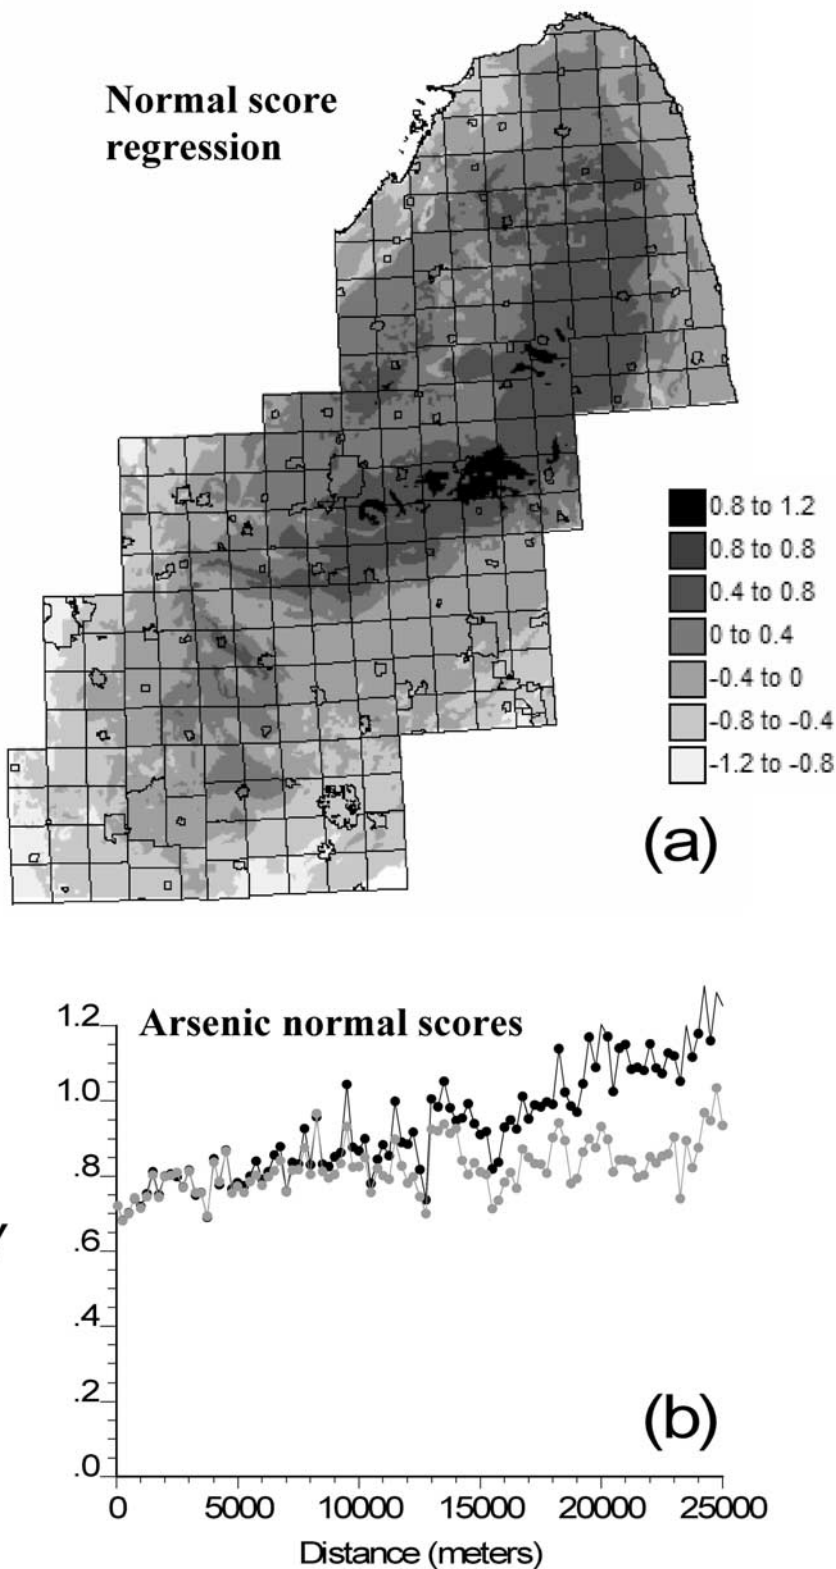 Normal score
regression
0.8 to 1.2
0.8 to 0.8
0.4 to 0.8
0 to 0.4
-0.4 to 0
-0.8 to -0.4
-1.2 to -0.8
(a)
Arsenic normal scores
1.2
1.0
.8
.6
.4
.2
.0
(b)
0 5000 10000 15000 20000 25000
Distance (meters)